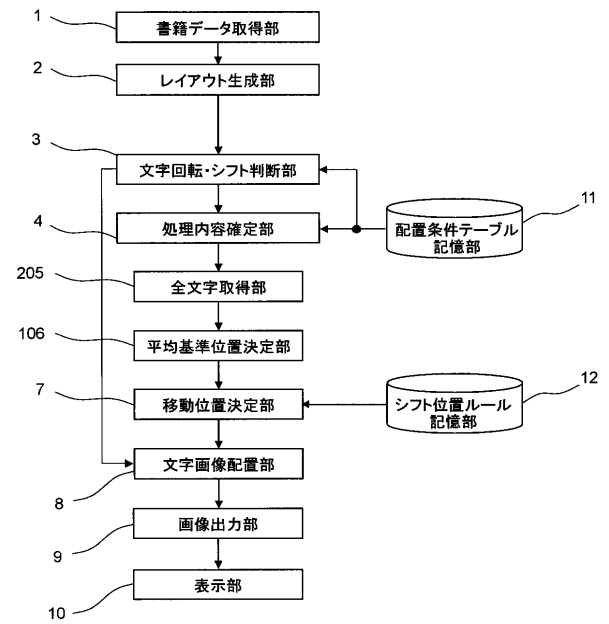 1
書籍データ取得部
2
レイアウト生成部
3
文字回転・シフト判断部
4
処理内容確定部
11
配置条件テーブル
記憶部
205
全文字取得部
106
平均基準位置決定部
7
移動位置決定部
12
シフト位置ルール
記憶部
8
文字画像配置部
9
画像出力部
10
表示部